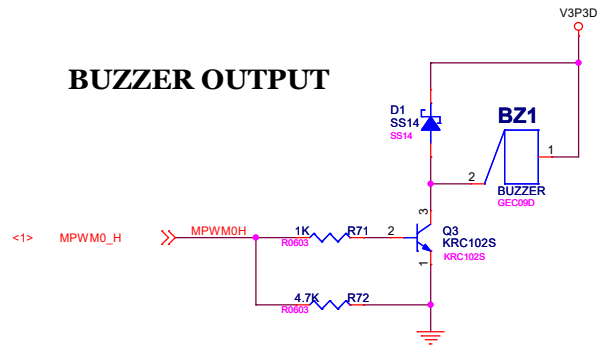 V3P3D
BUZZER OUTPUT
D1
SS14
SS14
BZ1
1
2
BUZZER
GEC09D
3
<1> MPWM0_H MPWM0H 1K R71 2 Q3
R0603
KRC102S
KRC102S
1
4.7K R72
R0603